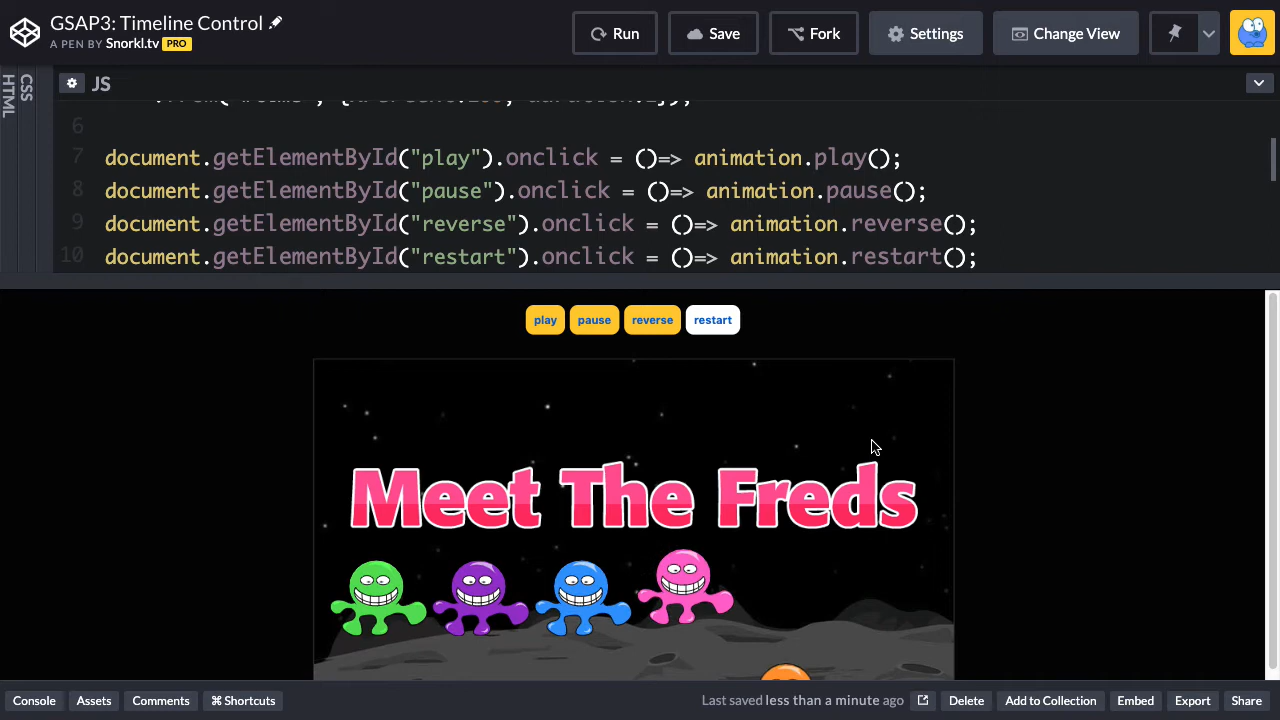 GSAP3: Timeline Control
A PEN BY Snorkl.tv PRO
Run
Save
Fork
Settings
Change View
HTML
CSS
JS
6
7 document.getElementById("play").onclick = ()=> animation.play();
8 document.getElementById("pause").onclick = ()=> animation.pause();
9 document.getElementById("reverse").onclick = ()=> animation.reverse();
10 document.getElementById("restart").onclick = ()=> animation.restart();
play pause reverse restart
Meet The Freds
Console Assets Comments ⌘ Shortcuts
Last saved less than a minute ago
Delete Add to Collection Embed Export Share